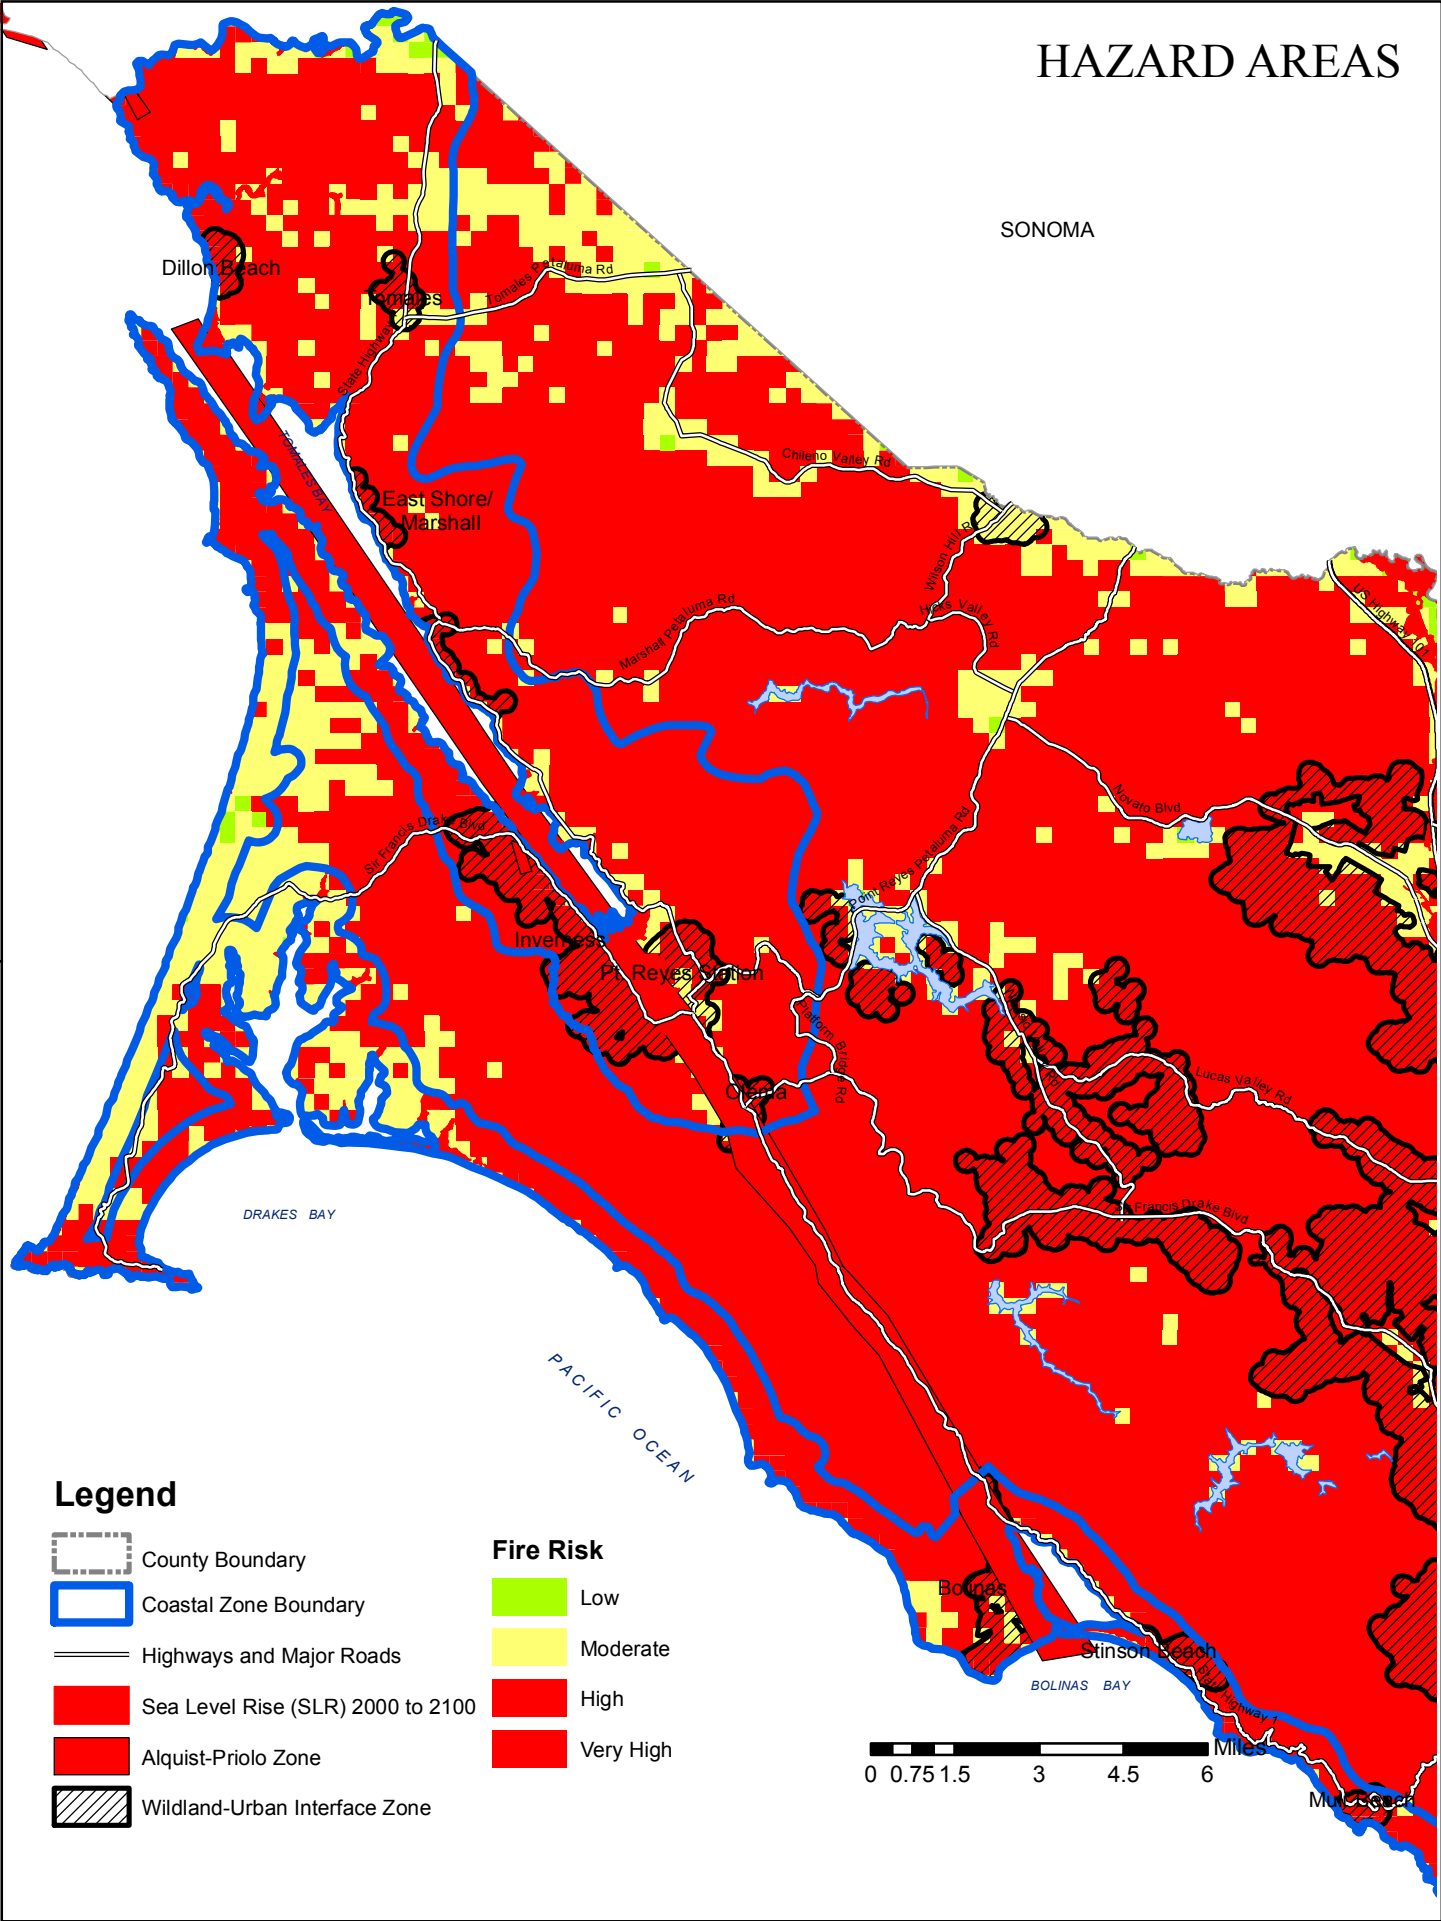 HAZARD AREAS
SONOMA
Dillon Beach
Tomales
Tomales Petaluma Rd
State Highway
TOMALES BAY
Chileno Valley Rd
East Shore/
Marshall
Wilson Hill R
Hicks Valley Rd
Marshall Petaluma Rd
US Highway 101
Novato Blvd
Sir Francis Drake Blvd
Point Reyes Petaluma Rd
Inverness
Pt. Reyes Station
Platform Bridge Rd
Lucas Valley Rd
Olema
Sir Francis Drake Blvd
DRAKES BAY
PACIFIC OCEAN
Bolinas
Stinson Beach
BOLINAS BAY
State Highway 1
Muir Beach
Legend
County Boundary
Coastal Zone Boundary
Highways and Major Roads
Sea Level Rise (SLR) 2000 to 2100
Alquist-Priolo Zone
Wildland-Urban Interface Zone
Fire Risk
Low
Moderate
High
Very High
Miles
0 0.75 1.5 3 4.5 6